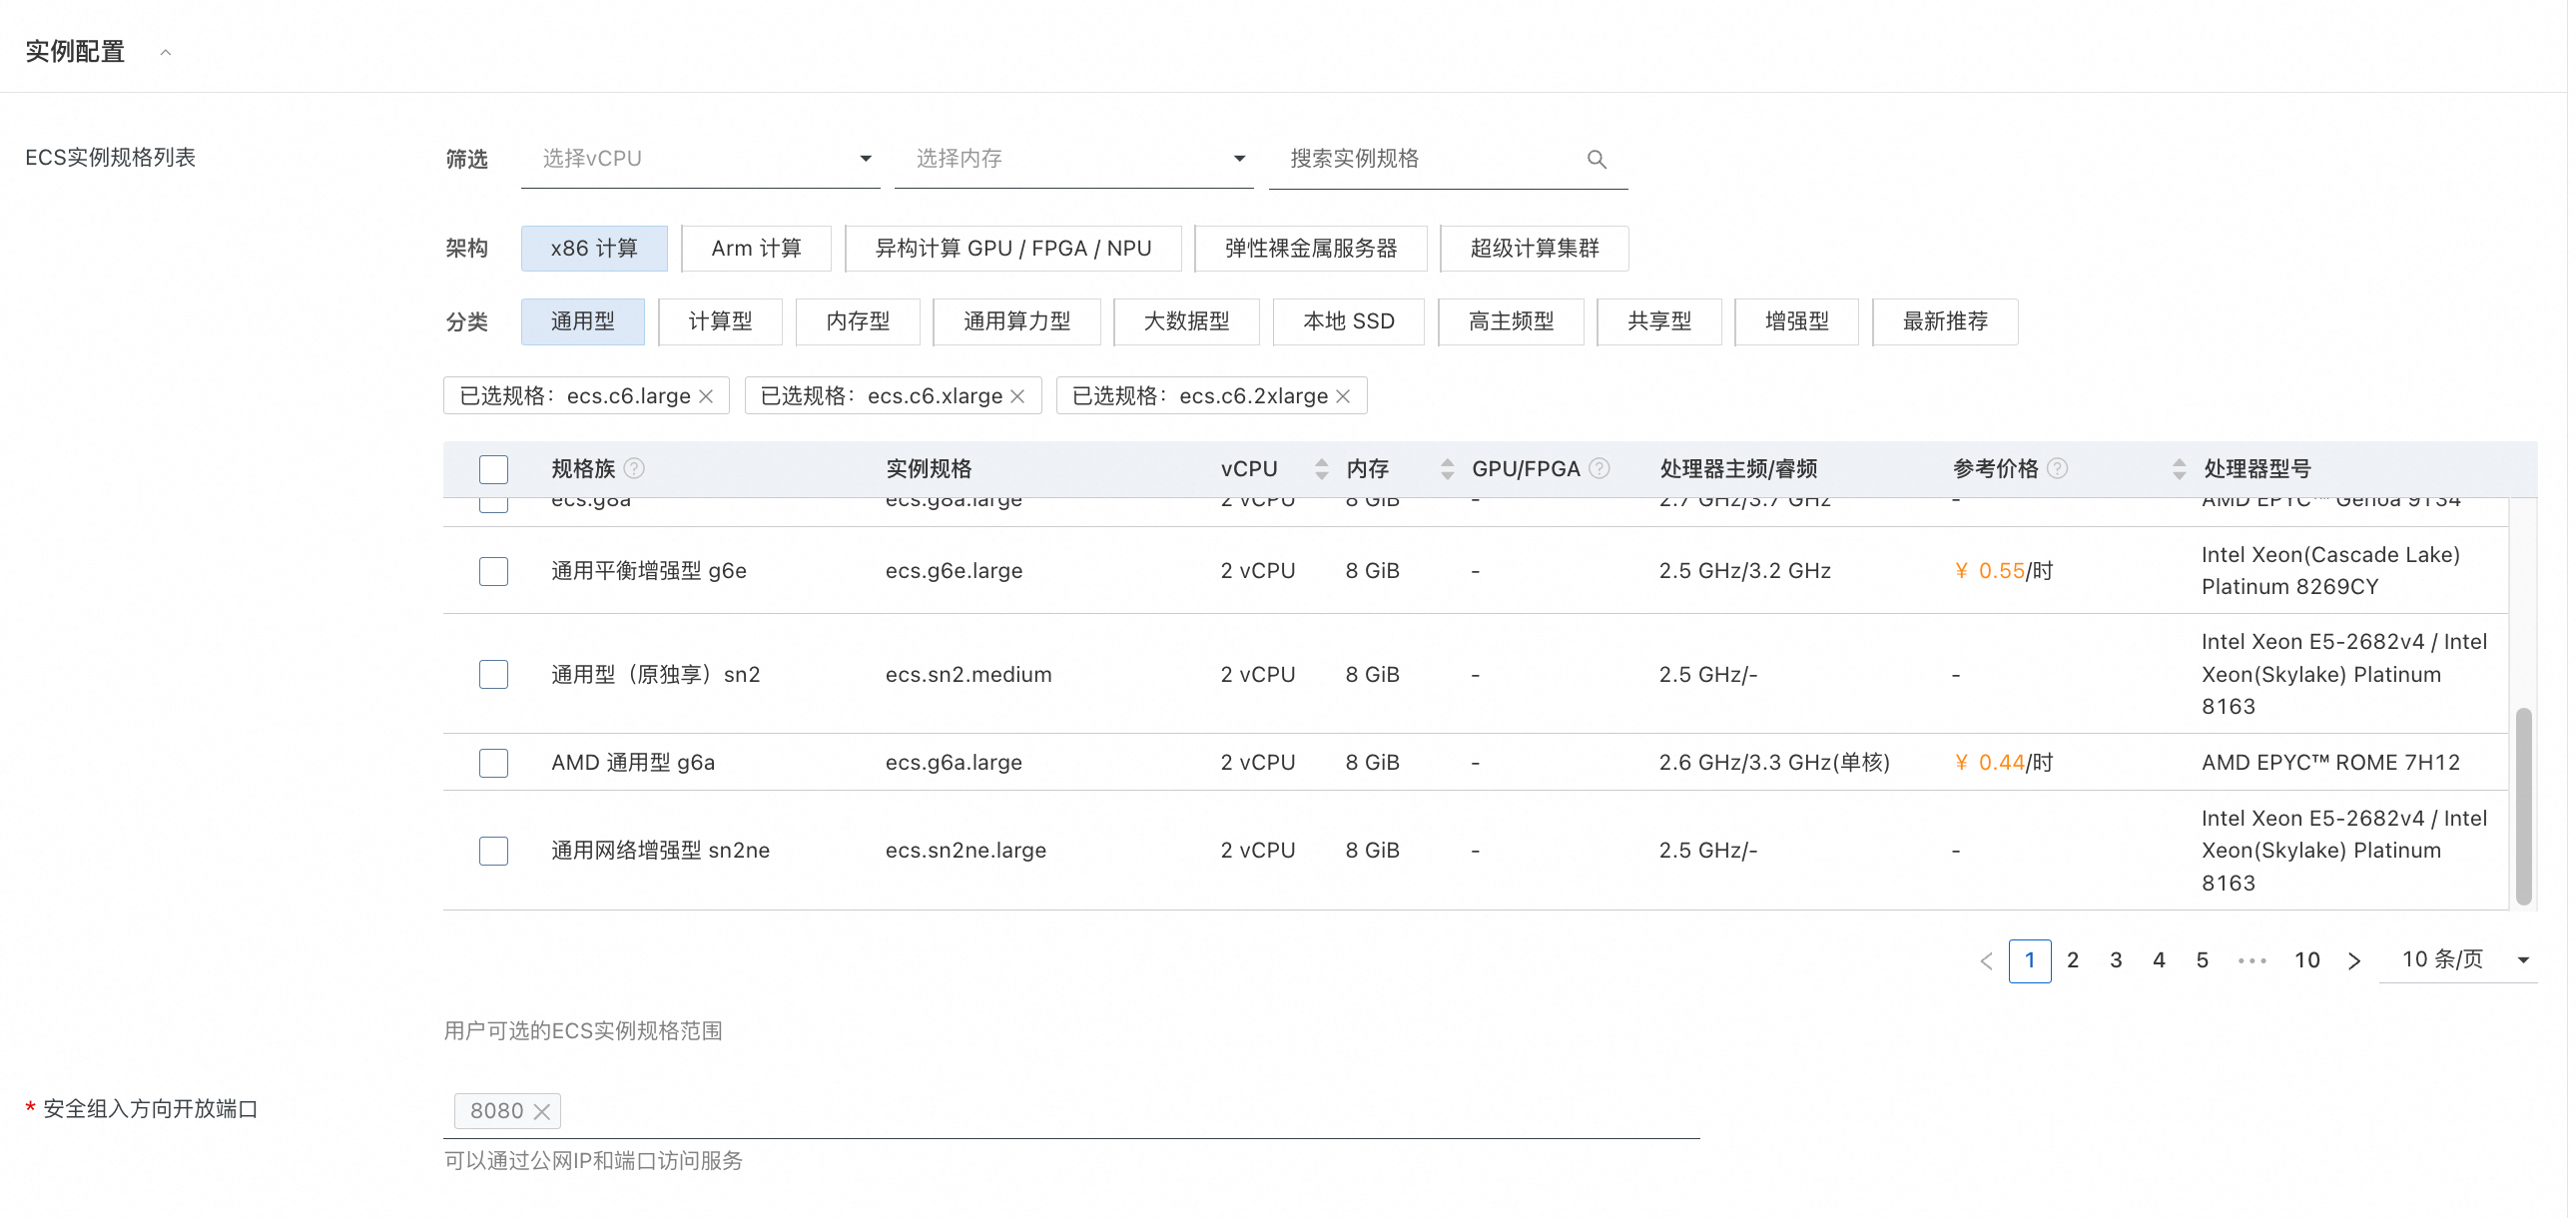 实例配置
ECS实例规格列表
筛选 选择vCPU 选择内存 搜索实例规格
架构 x86 计算 Arm 计算 异构计算 GPU / FPGA / NPU 弹性裸金属服务器 超级计算集群
分类 通用型 计算型 内存型 通用算力型 大数据型 本地 SSD 高主频型 共享型 增强型 最新推荐
已选规格：ecs.c6.large 已选规格：ecs.c6.xlarge 已选规格：ecs.c6.2xlarge
规格族 实例规格 vCPU 内存 GPU/FPGA 处理器主频/睿频 参考价格 处理器型号
ecs.g8a ecs.g8a.large 2 vCPU 8 GiB - 2.7 GHz/3.7 GHz - AMD EPYC™ Genoa 9T34
通用平衡增强型 g6e ecs.g6e.large 2 vCPU 8 GiB - 2.5 GHz/3.2 GHz ¥ 0.55/时 Intel Xeon(Cascade Lake)
Platinum 8269CY
通用型（原独享）sn2 ecs.sn2.medium 2 vCPU 8 GiB - 2.5 GHz/- - Intel Xeon E5-2682v4 / Intel
Xeon(Skylake) Platinum
8163
AMD 通用型 g6a ecs.g6a.large 2 vCPU 8 GiB - 2.6 GHz/3.3 GHz(单核) ¥ 0.44/时 AMD EPYC™ ROME 7H12
通用网络增强型 sn2ne ecs.sn2ne.large 2 vCPU 8 GiB - 2.5 GHz/- - Intel Xeon E5-2682v4 / Intel
Xeon(Skylake) Platinum
8163
1 2 3 4 5 ••• 10 10 条/页
用户可选的ECS实例规格范围
* 安全组入方向开放端口
8080
可以通过公网IP和端口访问服务